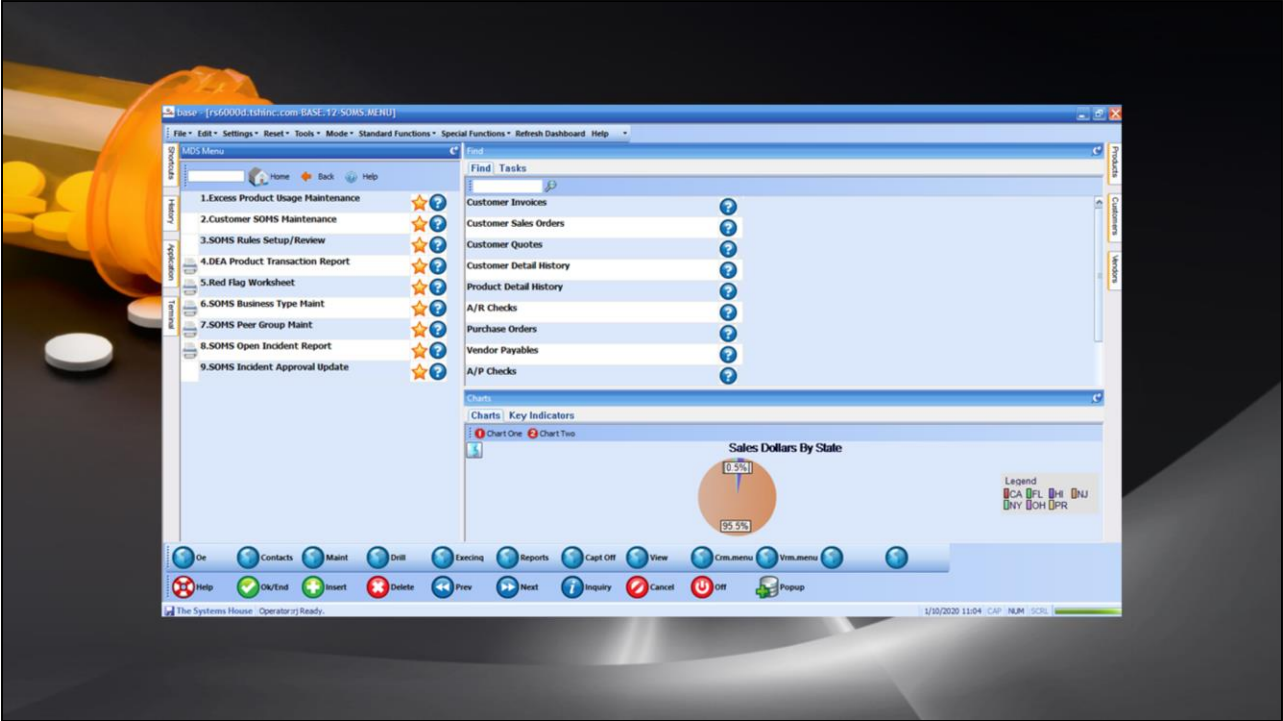 base - [rs6000d.tshinc.com-BASE.12-SOMS.MENU]
File Edit Settings Reset Tools Mode Standard Functions Special Functions Refresh Dashboard Help
Shortcuts
History
Application
Terminal
MDS Menu
Home Back Help
1.Excess Product Usage Maintenance
2.Customer SOMS Maintenance
3.SOMS Rules Setup/Review
4.DEA Product Transaction Report
5.Red Flag Worksheet
6.SOMS Business Type Maint
7.SOMS Peer Group Maint
8.SOMS Open Incident Report
9.SOMS Incident Approval Update
Find
Find Tasks
Customer Invoices
Customer Sales Orders
Customer Quotes
Customer Detail History
Product Detail History
A/R Checks
Purchase Orders
Vendor Payables
A/P Checks
Products
Customers
Vendors
Charts
Charts Key Indicators
1 Chart One 2 Chart Two
Sales Dollars By State
0.5%
95.5%
Legend
CA FL HI NJ
NY OH PR
Oe Contacts Maint Drill Execinq Reports Capt Off View Crm.menu Vrm.menu
Help Ok/End Insert Delete Prev Next Inquiry Cancel Off Popup
The Systems House Operator:rj Ready. 1/10/2020 11:04 CAP NUM SCRL